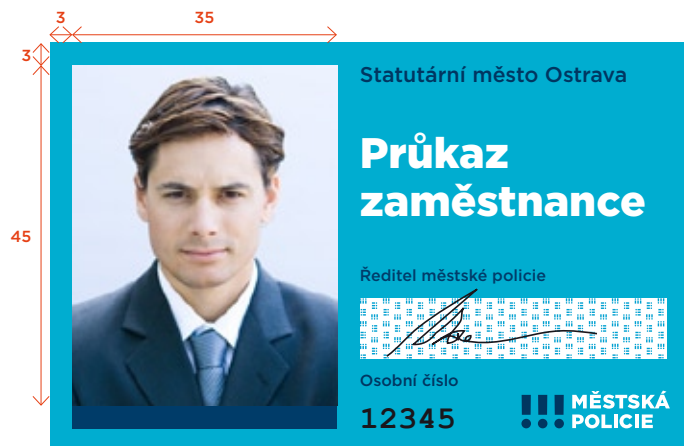 3
35
3
45
Statutární město Ostrava
Průkaz
zaměstnance
Ředitel městské policie
Osobní číslo
12345
MĚSTSKÁ
POLICIE